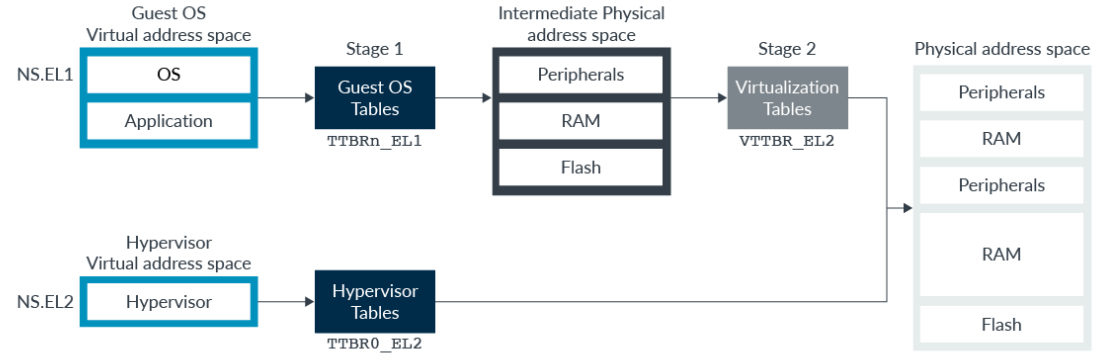 Guest OS
Virtual address space
NS.EL1
OS
Application
Stage 1
Guest OS
Tables
TTBRn_EL1
Intermediate Physical
address space
Peripherals
RAM
Flash
Stage 2
Virtualization
Tables
VTTBR_EL2
Physical address space
Peripherals
RAM
Peripherals
RAM
Flash
Hypervisor
Virtual address space
NS.EL2
Hypervisor
Hypervisor
Tables
TTBR0_EL2